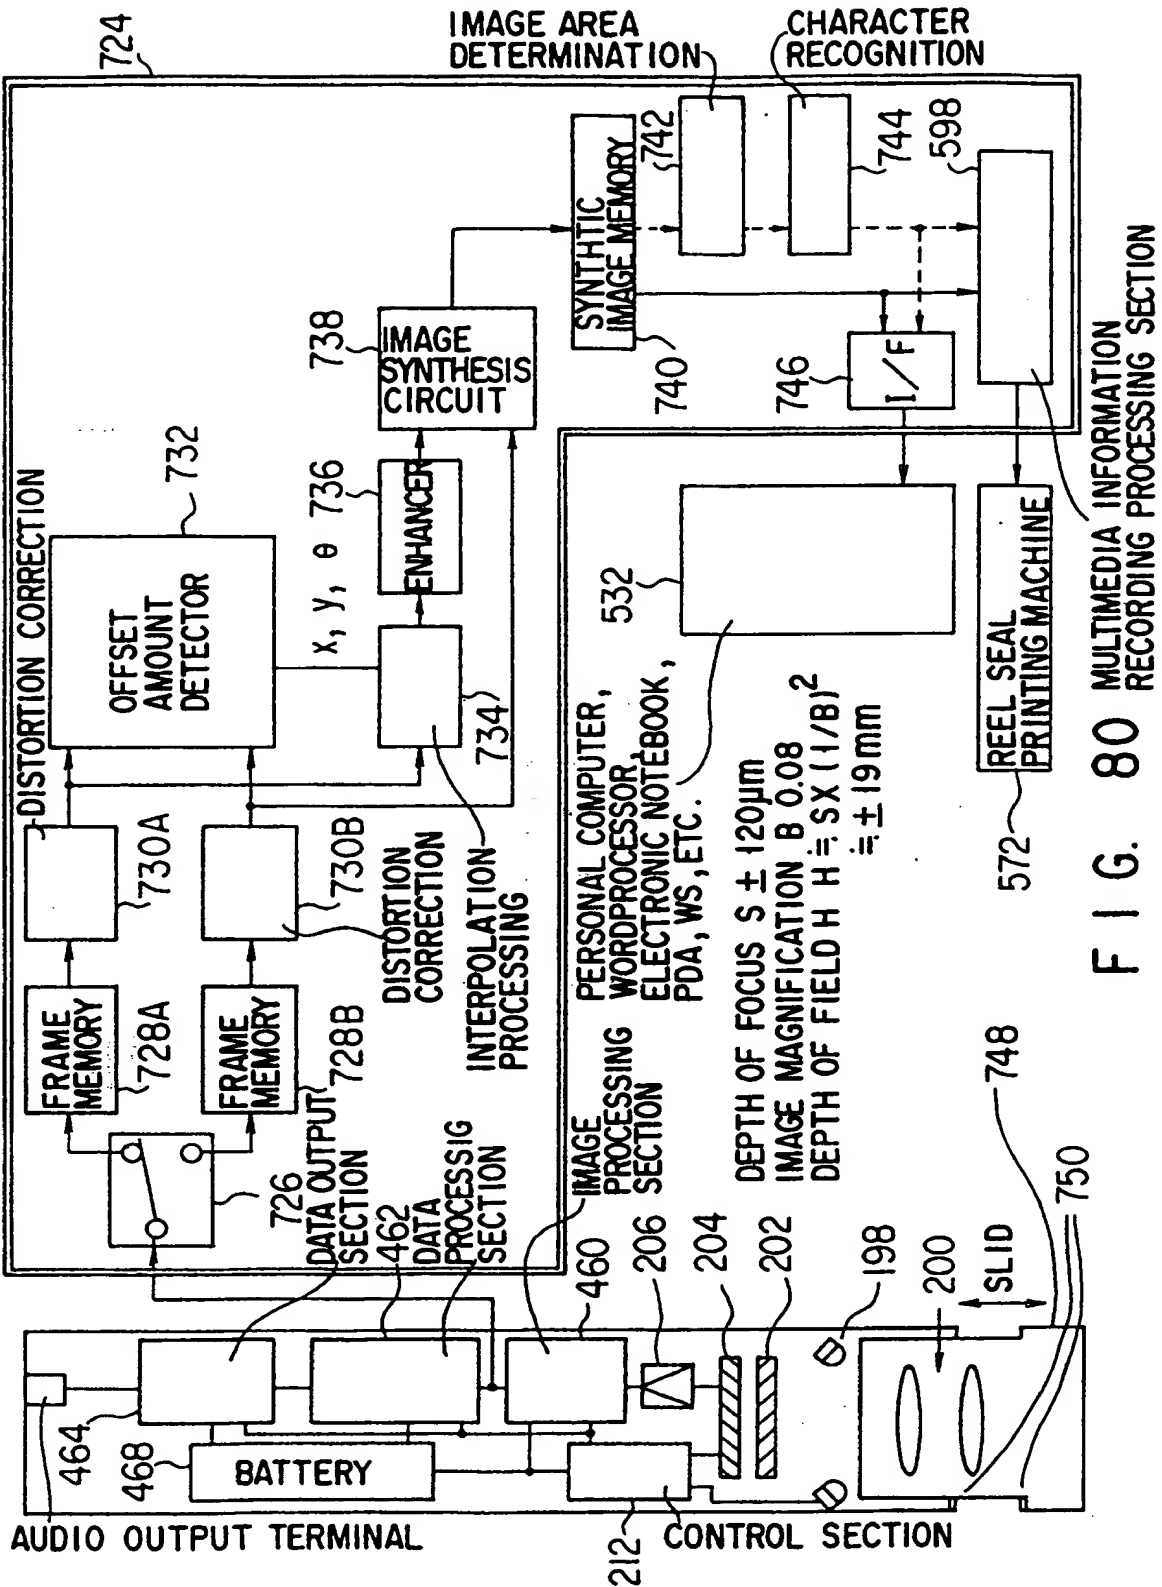 724
IMAGE AREA
DETERMINATION
CHARACTER
RECOGNITION
DISTORTION CORRECTION
732
OFFSET
AMOUNT
DETECTOR
738
IMAGE
SYNTHESIS
CIRCUIT
SYNTHTIC
IMAGE MEMORY
740
742
744
598
746
I/F
736
ENHANCER
x, y, θ
734
730A
730B
DISTORTION
CORRECTION
INTERPOLATION
PROCESSING
FRAME
MEMORY
728A
FRAME
MEMORY
728B
726
DATA OUTPUT
SECTION
462
DATA
PROCESSIG
SECTION
IMAGE
PROCESSING
SECTION
460
206
204
202
198
200
SLID
748
750
464
468
BATTERY
AUDIO OUTPUT TERMINAL
212
CONTROL SECTION
532
PERSONAL COMPUTER,
WORDPROCESSOR,
ELECTRONIC NOTEBOOK,
PDA, WS, ETC.
DEPTH OF FOCUS S ± 120μm
IMAGE MAGNIFICATION B 0.08
DEPTH OF FIELD H H ≒ SX (1/B)²
≒ ± 19mm
REEL SEAL
PRINTING MACHINE
572
MULTIMEDIA INFORMATION
RECORDING PROCESSING SECTION
FIG. 80